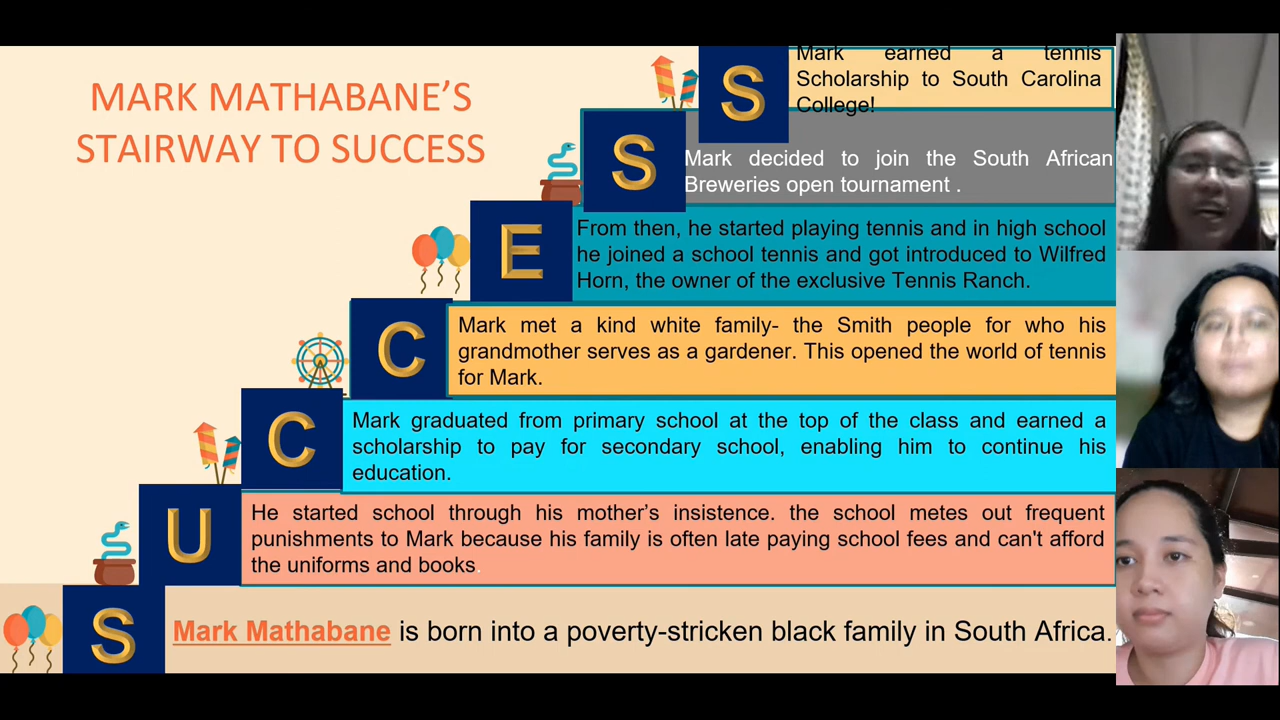 MARK MATHABANE'S
STAIRWAY TO SUCCESS
S
Mark earned a tennis
Scholarship to South Carolina
College!
S
Mark decided to join the South African
Breweries open tournament .
E
From then, he started playing tennis and in high school
he joined a school tennis and got introduced to Wilfred
Horn, the owner of the exclusive Tennis Ranch.
C
Mark met a kind white family- the Smith people for who his
grandmother serves as a gardener. This opened the world of tennis
for Mark.
C
Mark graduated from primary school at the top of the class and earned a
scholarship to pay for secondary school, enabling him to continue his
education.
U
He started school through his mother’s insistence. the school metes out frequent
punishments to Mark because his family is often late paying school fees and can't afford
the uniforms and books.
S
Mark Mathabane is born into a poverty-stricken black family in South Africa.